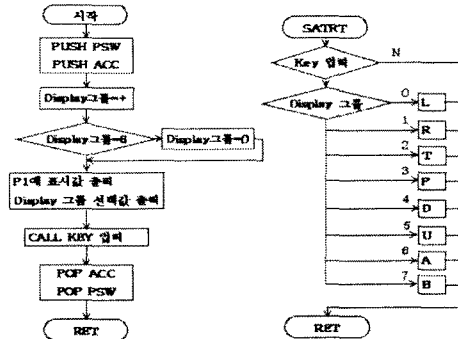 시작
PUSH PSW
PUSH ACC
Display그룹=+
Display그룹=8
Display그룹=0
P1에 표시값 출력
Display 그룹 선택값 출력
CALL KEY 입력
POP ACC
POP PSW
RET
SATRT
Key 입력
N
Display 그룹
0
L
1
R
2
T
3
P
4
D
5
U
6
A
7
B
RET